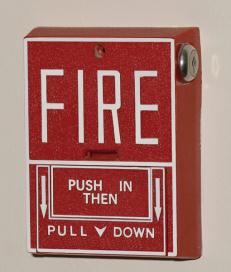 FIRE
PUSH IN
THEN
PULL DOWN